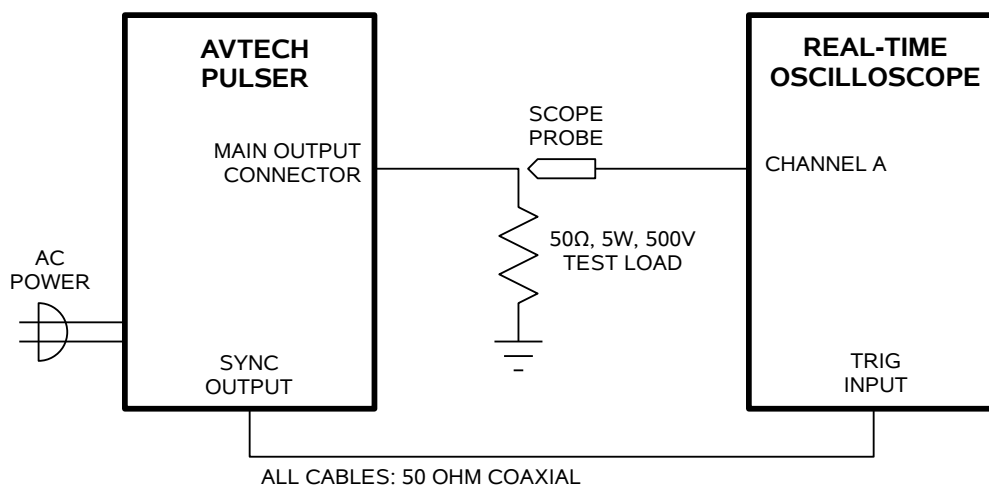 AVTECH
PULSER
MAIN OUTPUT
CONNECTOR
AC
POWER
SYNC
OUTPUT
SCOPE
PROBE
50Ω, 5W, 500V
TEST LOAD
REAL-TIME
OSCILLOSCOPE
CHANNEL A
TRIG
INPUT
ALL CABLES: 50 OHM COAXIAL